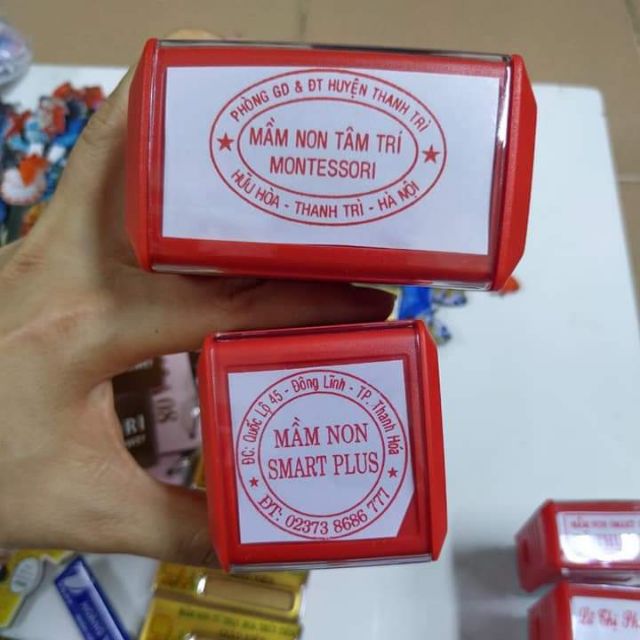 PHÒNG GD & ĐT HUYỆN THANH TRÌ
MẦM NON TÂM TRÍ
MONTESSORI
HỮU HÒA - THANH TRÌ - HÀ NỘI
ĐC: Quốc Lộ 45 - Đông Lĩnh - TP. Thanh Hóa
MẦM NON
SMART PLUS
ĐT: 02373 8686 777